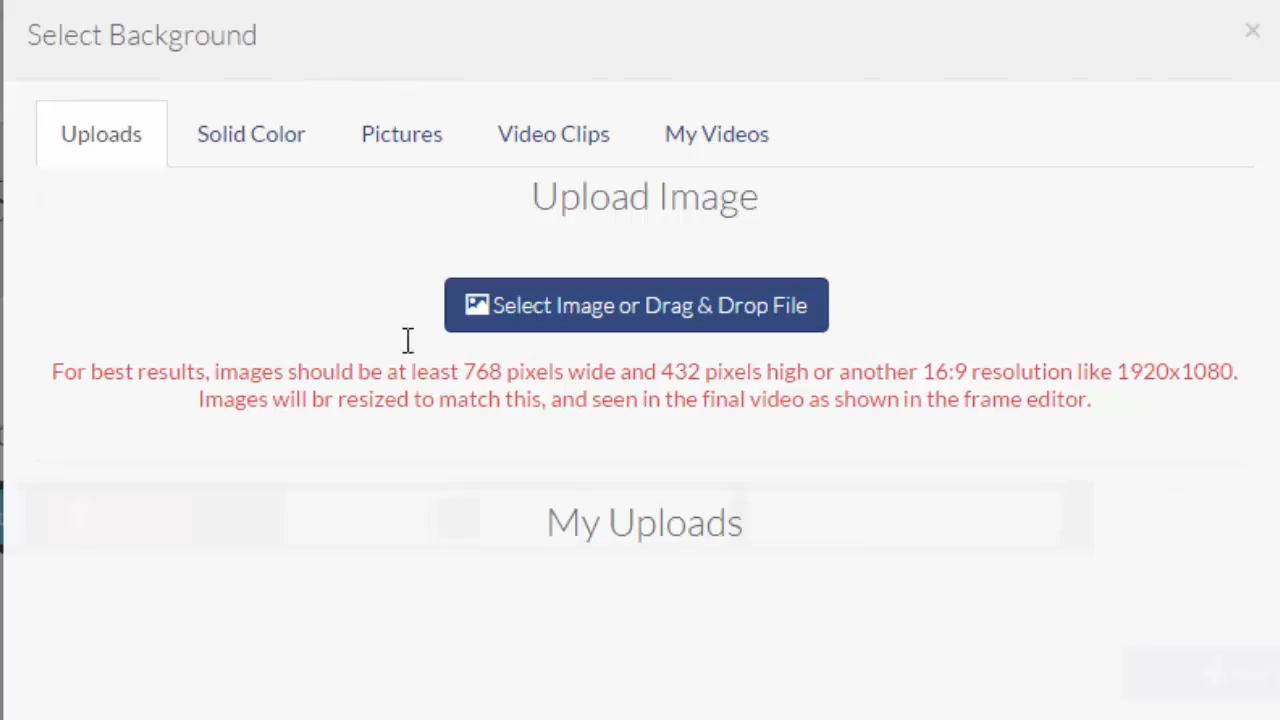 Select Background
×
Uploads
Solid Color
Pictures
Video Clips
My Videos
Upload Image
Select Image or Drag & Drop File
For best results, images should be at least 768 pixels wide and 432 pixels high or another 16:9 resolution like 1920x1080.
Images will br resized to match this, and seen in the final video as shown in the frame editor.
My Uploads